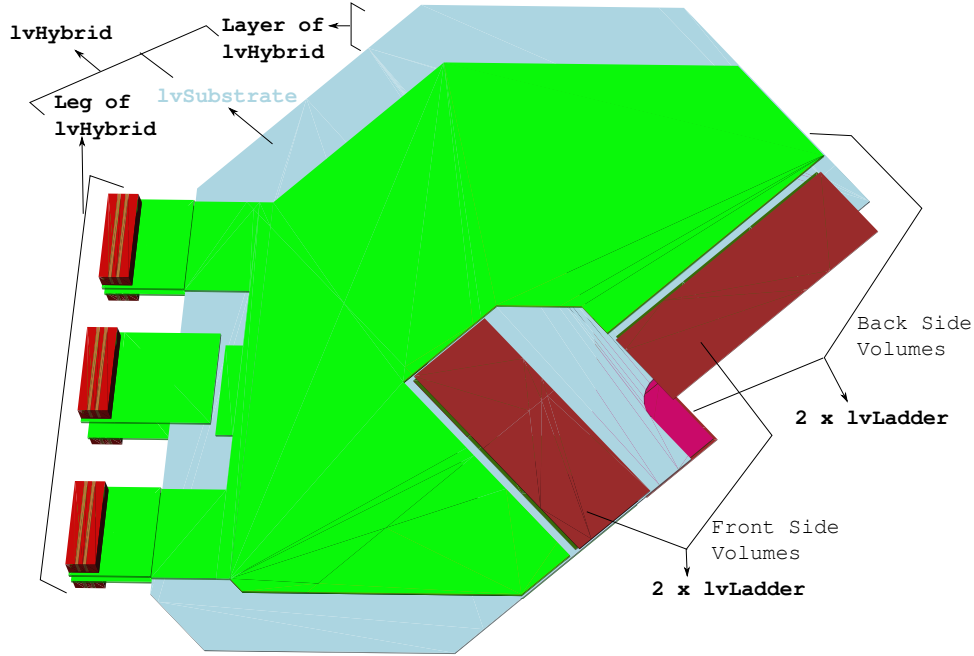 lvHybrid
Layer of
lvHybrid
Leg of
lvHybrid
lvSubstrate
Back Side
Volumes
2 x lvLadder
Front Side
Volumes
2 x lvLadder